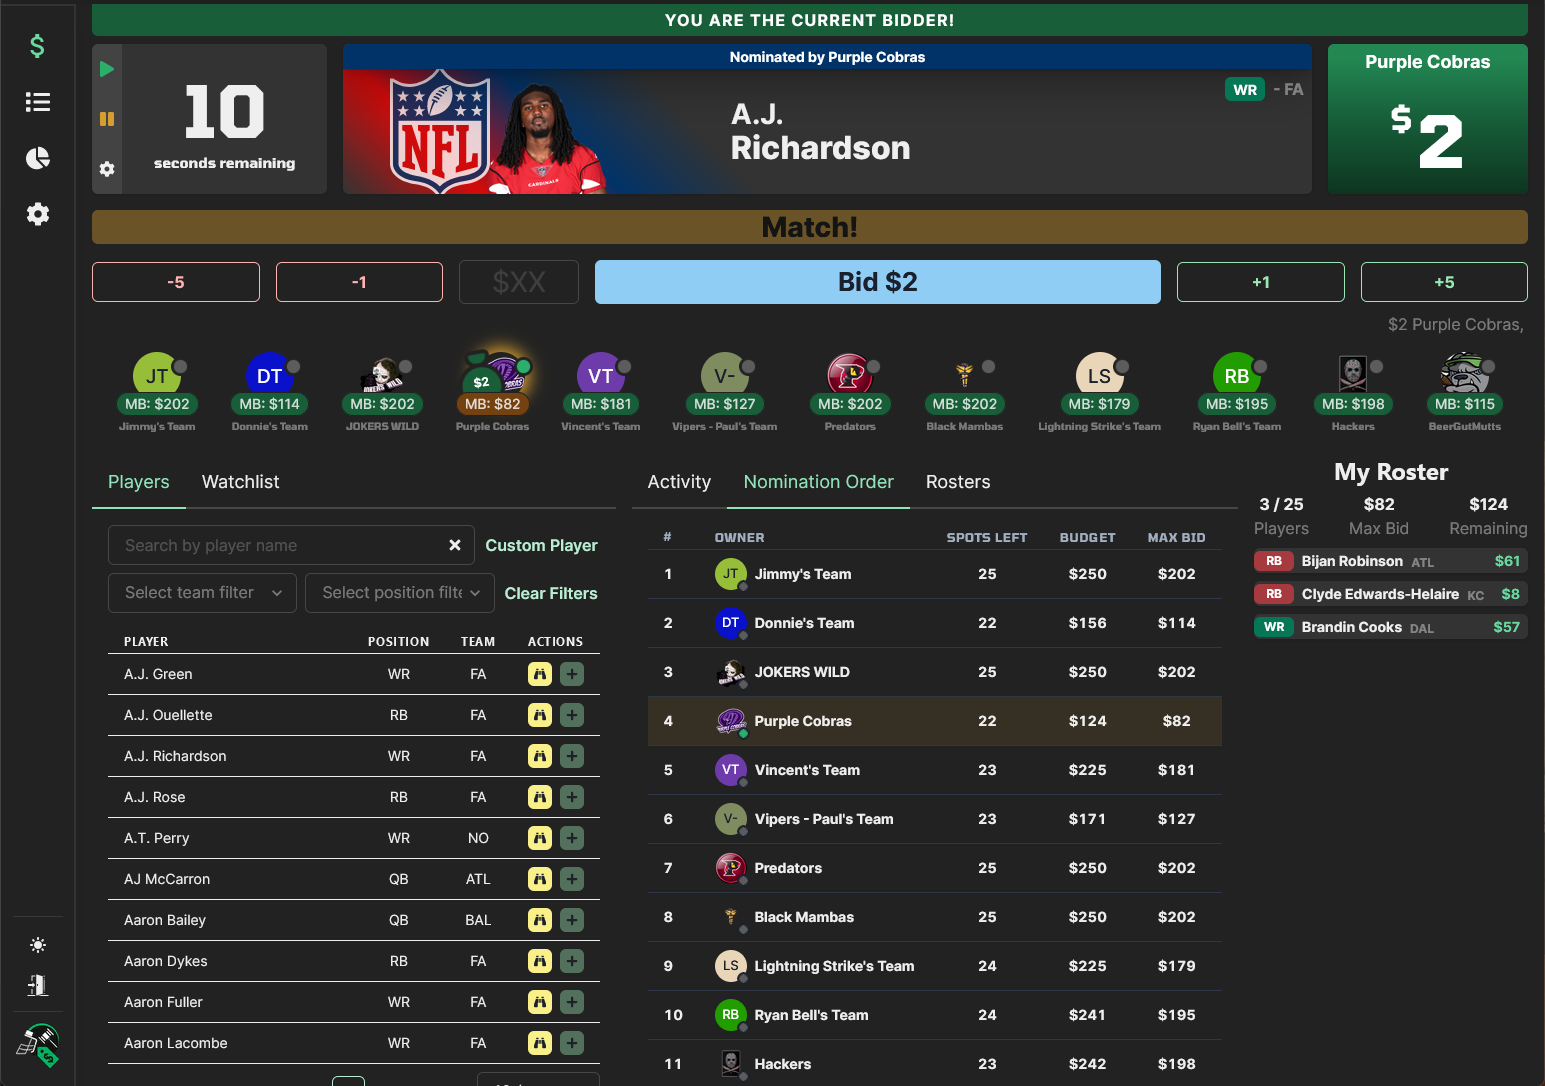 YOU ARE THE CURRENT BIDDER!
10
seconds remaining
Nominated by Purple Cobras
NFL
CARDINALS
A.J.
Richardson
WR - FA
Purple Cobras
$2
Match!
-5 -1 $XX Bid $2 +1 +5
$2 Purple Cobras,
JT DT JOKERS WILD $2 VT V- P LS RB
MB: $202 MB: $114 MB: $202 MB: $82 MB: $181 MB: $127 MB: $202 MB: $202 MB: $179 MB: $195 MB: $198 MB: $115
Jimmy's Team Donnie's Team JOKERS WILD Purple Cobras Vincent's Team Vipers - Paul's Team Predators Black Mambas Lightning Strike's Team Ryan Bell's Team Hackers BeerGutMutts
Players Watchlist
Search by player name Custom Player
Select team filter Select position filte Clear Filters
PLAYER POSITION TEAM ACTIONS
A.J. Green WR FA
A.J. Ouellette RB FA
A.J. Richardson WR FA
A.J. Rose RB FA
A.T. Perry WR NO
AJ McCarron QB ATL
Aaron Bailey QB BAL
Aaron Dykes RB FA
Aaron Fuller WR FA
Aaron Lacombe WR FA
Activity Nomination Order Rosters
# OWNER SPOTS LEFT BUDGET MAX BID
1 JT Jimmy's Team 25 $250 $202
2 DT Donnie's Team 22 $156 $114
3 JOKERS WILD 25 $250 $202
4 Purple Cobras 22 $124 $82
5 VT Vincent's Team 23 $225 $181
6 V- Vipers - Paul's Team 23 $171 $127
7 P Predators 25 $250 $202
8 Black Mambas 25 $250 $202
9 LS Lightning Strike's Team 24 $225 $179
10 RB Ryan Bell's Team 24 $241 $195
11 Hackers 23 $242 $198
My Roster
3 / 25 $82 $124
Players Max Bid Remaining
RB Bijan Robinson ATL $61
RB Clyde Edwards-Helaire KC $8
WR Brandin Cooks DAL $57